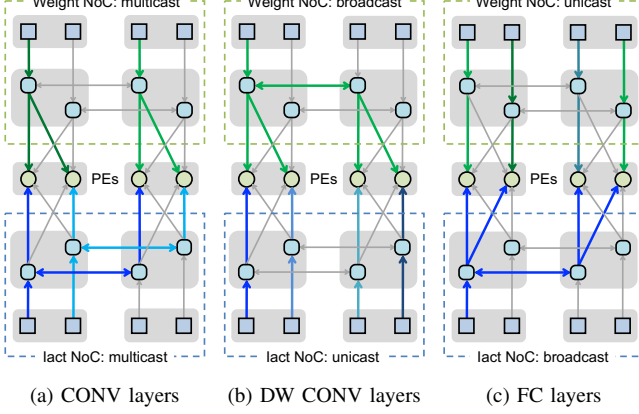 Weight NoC: multicast
Weight NoC: broadcast
Weight NoC: unicast
PEs
PEs
PEs
Iact NoC: multicast
Iact NoC: unicast
Iact NoC: broadcast
(a) CONV layers
(b) DW CONV layers
(c) FC layers